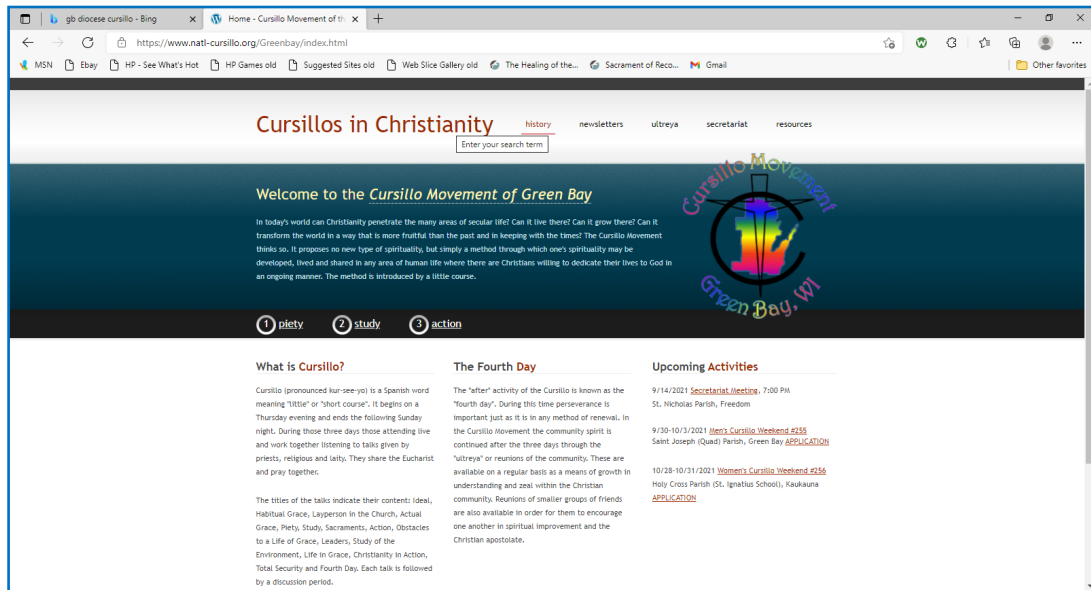 gb diocese cursillo - Bing
Home - Cursillo Movement of th
https://www.natl-cursillo.org/Greenbay/index.html
MSN Ebay HP - See What's Hot HP Games old Suggested Sites old Web Slice Gallery old The Healing of the... Sacrament of Reco... Gmail Other favorites
Cursillos in Christianity
history newsletters ultreya secretariat resources
Enter your search term
Welcome to the Cursillo Movement of Green Bay
In today's world can Christianity penetrate the many areas of secular life? Can it live there? Can it grow there? Can it
transform the world in a way that is more fruitful than the past and in keeping with the times? The Cursillo Movement
thinks so. It proposes no new type of spirituality, but simply a method through which one's spirituality may be
developed, lived and shared in any area of human life where there are Christians willing to dedicate their lives to God in
an ongoing manner. The method is introduced by a little course.
Cursillo Movement
Green Bay, WI
1 piety 2 study 3 action
What is Cursillo?
Cursillo (pronounced kur-see-yo) is a Spanish word
meaning "little" or "short course". It begins on a
Thursday evening and ends the following Sunday
night. During those three days those attending live
and work together listening to talks given by
priests, religious and laity. They share the Eucharist
and pray together.
The titles of the talks indicate their content: Ideal,
Habitual Grace, Layperson in the Church, Actual
Grace, Piety, Study, Sacraments, Action, Obstacles
to a Life of Grace, Leaders, Study of the
Environment, Life in Grace, Christianity in Action,
Total Security and Fourth Day. Each talk is followed
by a discussion period.
The Fourth Day
The "after" activity of the Cursillo is known as the
"fourth day". During this time perseverance is
important just as it is in any method of renewal. In
the Cursillo Movement the community spirit is
continued after the three days through the
"ultreya" or reunions of the community. These are
available on a regular basis as a means of growth in
understanding and zeal within the Christian
community. Reunions of smaller groups of friends
are also available in order for them to encourage
one another in spiritual improvement and the
Christian apostolate.
Upcoming Activities
9/14/2021 Secretariat Meeting, 7:00 PM
St. Nicholas Parish, Freedom
9/30-10/3/2021 Men's Cursillo Weekend #255
Saint Joseph (Quad) Parish, Green Bay APPLICATION
10/28-10/31/2021 Women's Cursillo Weekend #256
Holy Cross Parish (St. Ignatius School), Kaukauna
APPLICATION